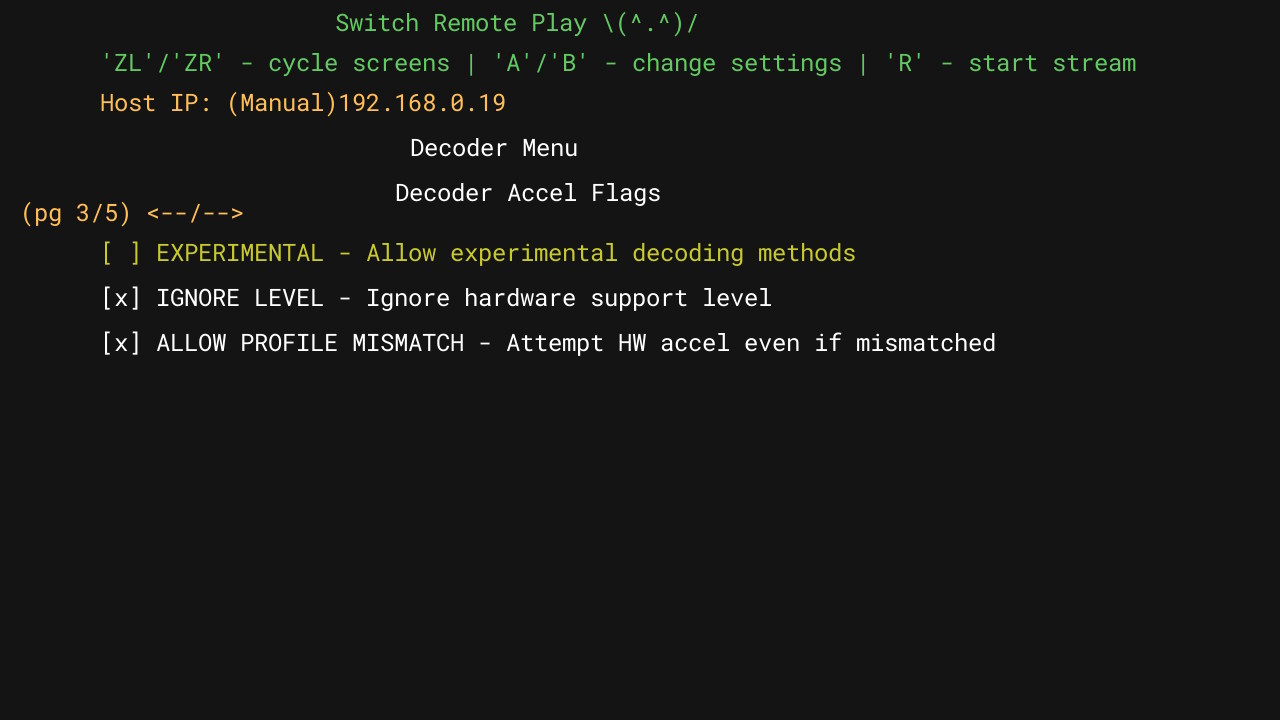 Switch Remote Play \(^.^)/
'ZL'/'ZR' - cycle screens | 'A'/'B' - change settings | 'R' - start stream
Host IP: (Manual)192.168.0.19
Decoder Menu
Decoder Accel Flags
(pg 3/5) <--/-->
[ ] EXPERIMENTAL - Allow experimental decoding methods
[x] IGNORE LEVEL - Ignore hardware support level
[x] ALLOW PROFILE MISMATCH - Attempt HW accel even if mismatched